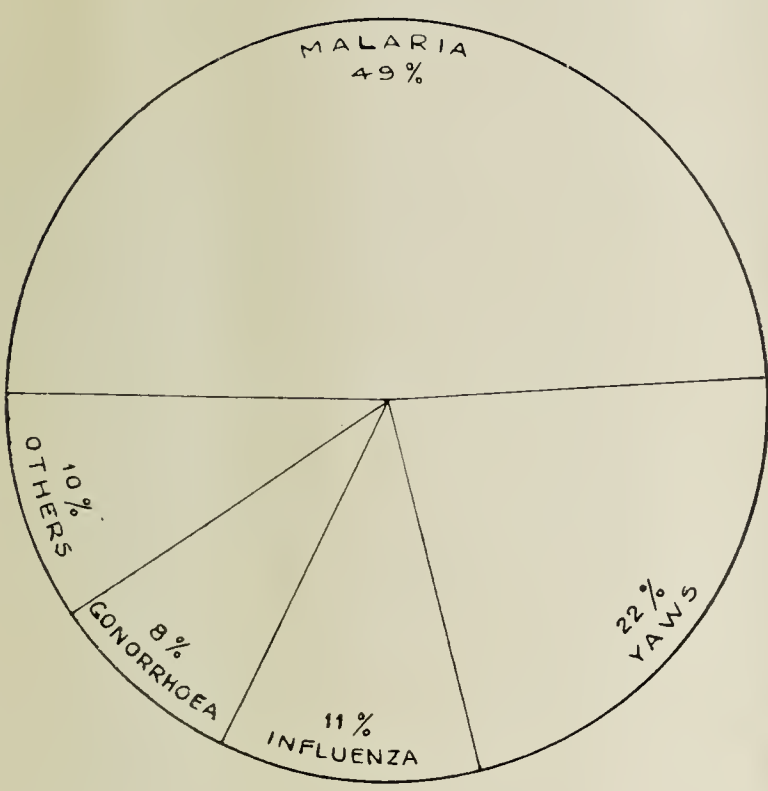 MALARIA
49%
22%
YAWS
11%
INFLUENZA
8%
GONORRHOEA
10%
OTHERS